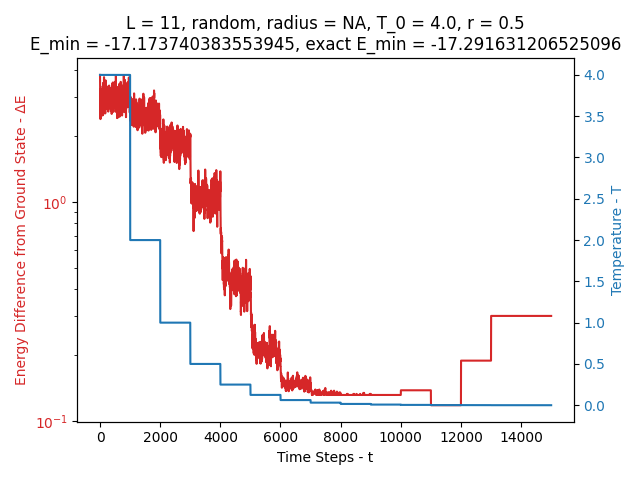 L = 11, random, radius = NA, T_0 = 4.0, r = 0.5
E_min = -17.173740383553945, exact E_min = -17.291631206525096
Energy Difference from Ground State - ΔE
10⁰
10⁻¹
4.0
3.5
3.0
2.5
2.0
1.5
1.0
0.5
0.0
Temperature - T
0 2000 4000 6000 8000 10000 12000 14000
Time Steps - t